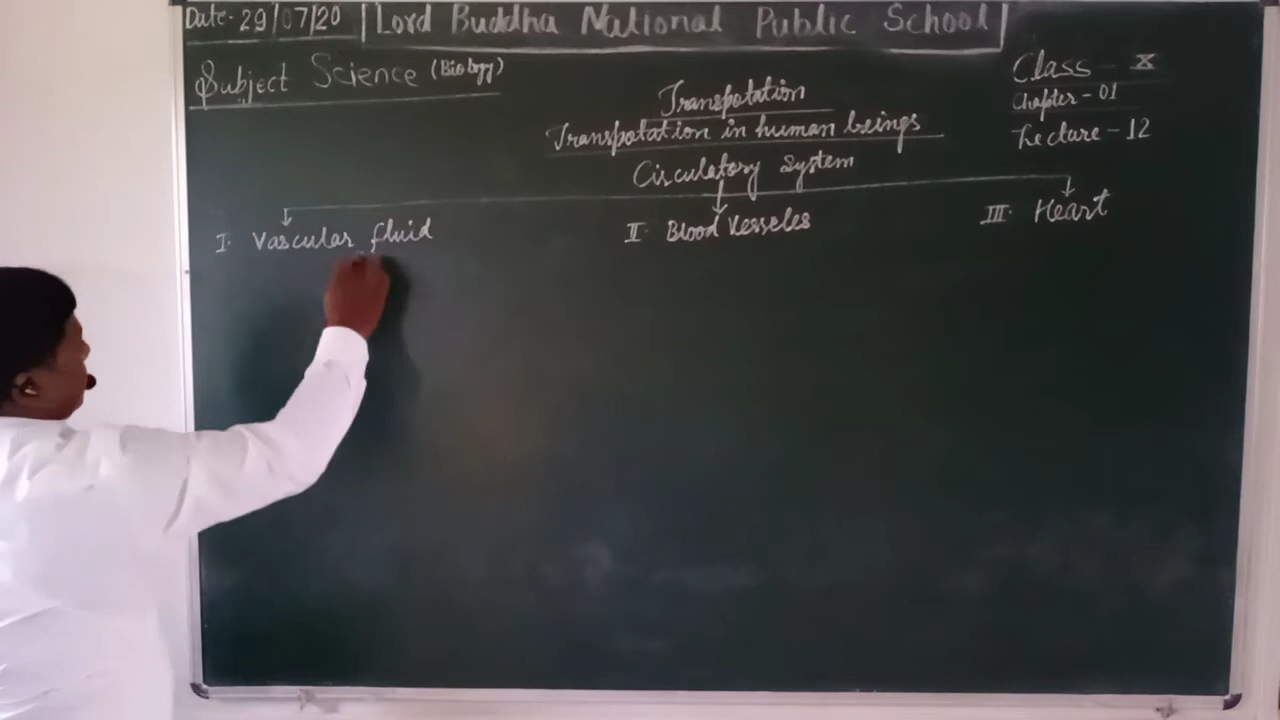 Date- 29/07/20 Lord Buddha National Public School
Subject Science (Biology)
Class - X
Chapter - 01
Lecture - 12
Transpotation
Transpotation in human beings
Circulatory System
I. Vascular fluid
II. Blood Vesseles
III. Heart